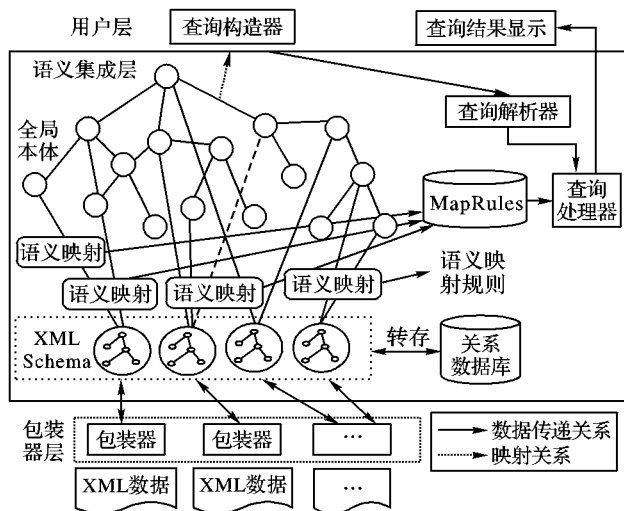 用户层
查询构造器
查询结果显示
语义集成层
查询解析器
全局
本体
MapRules
查询
处理器
语义映射
语义映射
语义映射
语义映射
语义映
射规则
XML
Schema
转存
关系
数据库
包装
器层
包装器
包装器
…
数据传递关系
映射关系
XML数据
XML数据
…